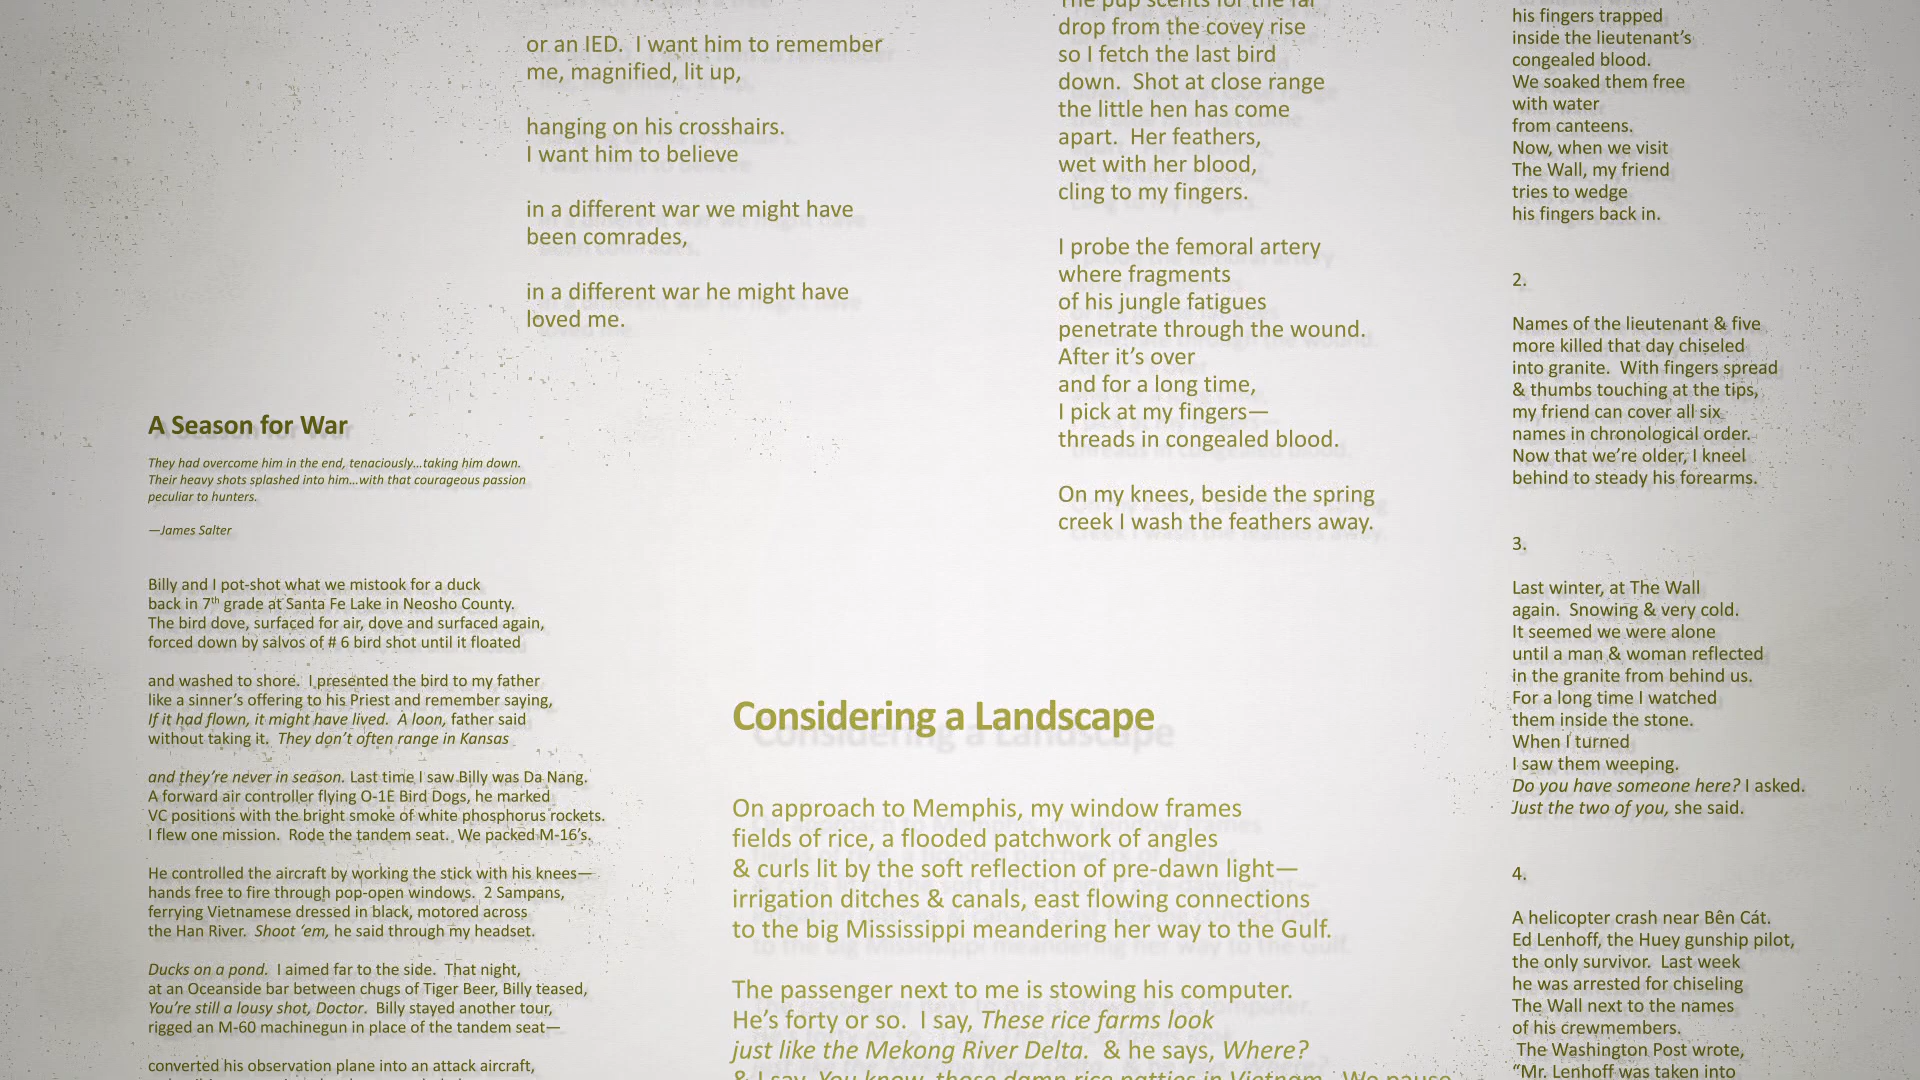 or an IED.  I want him to remember
me, magnified, lit up,
hanging on his crosshairs.
I want him to believe
in a different war we might have
been comrades,
in a different war he might have
loved me.
The pup scents for the far
drop from the covey rise
so I fetch the last bird
down.  Shot at close range
the little hen has come
apart.  Her feathers,
wet with her blood,
cling to my fingers.
I probe the femoral artery
where fragments
of his jungle fatigues
penetrate through the wound.
After it’s over
and for a long time,
I pick at my fingers—
threads in congealed blood.
On my knees, beside the spring
creek I wash the feathers away.
A Season for War
They had overcome him in the end, tenaciously…taking him down.
Their heavy shots splashed into him…with that courageous passion
peculiar to hunters.
—James Salter
Billy and I pot-shot what we mistook for a duck
back in 7th grade at Santa Fe Lake in Neosho County.
The bird dove, surfaced for air, dove and surfaced again,
forced down by salvos of # 6 bird shot until it floated
and washed to shore.  I presented the bird to my father
like a sinner’s offering to his Priest and remember saying,
If it had flown, it might have lived.  A loon, father said
without taking it.  They don’t often range in Kansas
and they’re never in season. Last time I saw Billy was Da Nang.
A forward air controller flying O-1E Bird Dogs, he marked
VC positions with the bright smoke of white phosphorus rockets.
I flew one mission.  Rode the tandem seat.  We packed M-16’s.
He controlled the aircraft by working the stick with his knees—
hands free to fire through pop-open windows.  2 Sampans,
ferrying Vietnamese dressed in black, motored across
the Han River.  Shoot ‘em, he said through my headset.
Ducks on a pond.  I aimed far to the side.  That night,
at an Oceanside bar between chugs of Tiger Beer, Billy teased,
You’re still a lousy shot, Doctor.  Billy stayed another tour,
rigged an M-60 machinegun in place of the tandem seat—
converted his observation plane into an attack aircraft,
Considering a Landscape
On approach to Memphis, my window frames
fields of rice, a flooded patchwork of angles
& curls lit by the soft reflection of pre-dawn light—
irrigation ditches & canals, east flowing connections
to the big Mississippi meandering her way to the Gulf.
The passenger next to me is stowing his computer.
He’s forty or so.  I say, These rice farms look
just like the Mekong River Delta.  & he says, Where?
& I say, You know, those damn rice patties in Vietnam.  We pause
his fingers trapped
inside the lieutenant’s
congealed blood.
We soaked them free
with water
from canteens.
Now, when we visit
The Wall, my friend
tries to wedge
his fingers back in.
2.
Names of the lieutenant & five
more killed that day chiseled
into granite.  With fingers spread
& thumbs touching at the tips,
my friend can cover all six
names in chronological order.
Now that we’re older, I kneel
behind to steady his forearms.
3.
Last winter, at The Wall
again.  Snowing & very cold.
It seemed we were alone
until a man & woman reflected
in the granite from behind us.
For a long time I watched
them inside the stone.
When I turned
I saw them weeping.
Do you have someone here? I asked.
Just the two of you, she said.
4.
A helicopter crash near Bên Cát.
Ed Lenhoff, the Huey gunship pilot,
the only survivor.  Last week
he was arrested for chiseling
The Wall next to the names
of his crewmembers.
The Washington Post wrote,
“Mr. Lenhoff was taken into